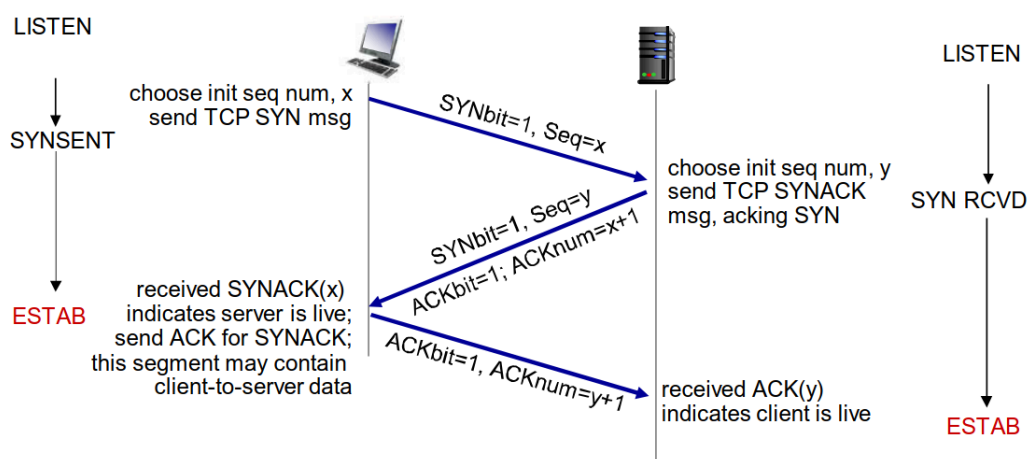 LISTEN
choose init seq num, x
send TCP SYN msg
SYNSENT
SYNbit=1, Seq=x
LISTEN
choose init seq num, y
send TCP SYNACK
msg, acking SYN
SYN RCVD
SYNbit=1, Seq=y
ACKbit=1; ACKnum=x+1
ESTAB
received SYNACK(x)
indicates server is live;
send ACK for SYNACK;
this segment may contain
client-to-server data
ACKbit=1, ACKnum=y+1
received ACK(y)
indicates client is live
ESTAB